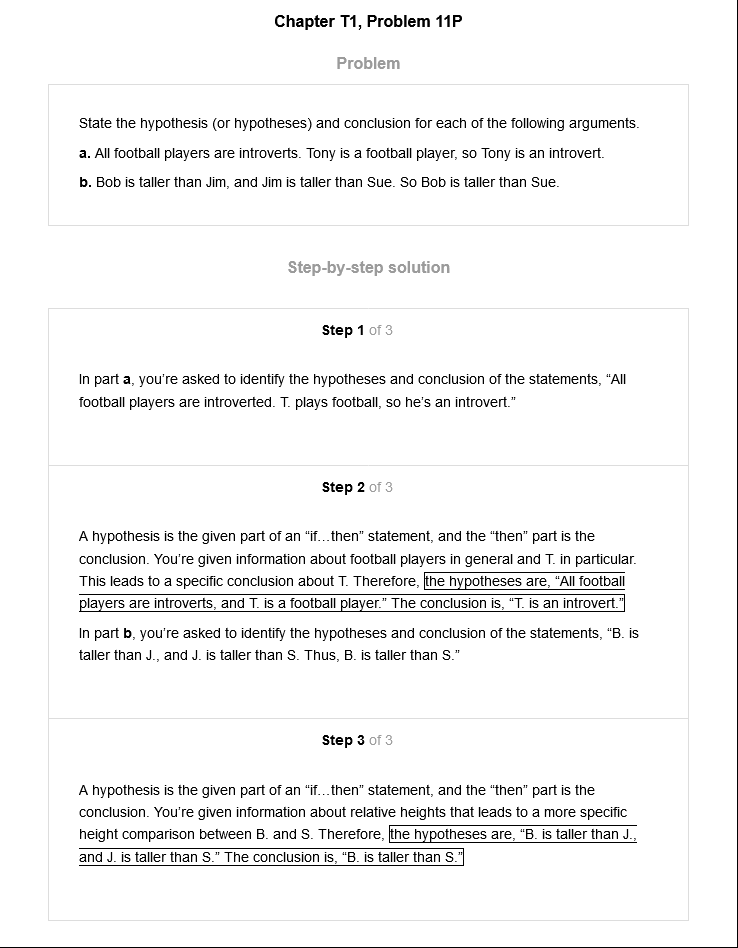 Chapter T1, Problem 11P
Problem
State the hypothesis (or hypotheses) and conclusion for each of the following arguments.
a. All football players are introverts. Tony is a football player, so Tony is an introvert.
b. Bob is taller than Jim, and Jim is taller than Sue. So Bob is taller than Sue.
Step-by-step solution
Step 1 of 3
In part a, you’re asked to identify the hypotheses and conclusion of the statements, “All
football players are introverted. T. plays football, so he’s an introvert.”
Step 2 of 3
A hypothesis is the given part of an “if…then” statement, and the “then” part is the
conclusion. You’re given information about football players in general and T. in particular.
This leads to a specific conclusion about T. Therefore, the hypotheses are, “All football
players are introverts, and T. is a football player.” The conclusion is, “T. is an introvert.”
In part b, you’re asked to identify the hypotheses and conclusion of the statements, “B. is
taller than J., and J. is taller than S. Thus, B. is taller than S.”
Step 3 of 3
A hypothesis is the given part of an “if…then” statement, and the “then” part is the
conclusion. You’re given information about relative heights that leads to a more specific
height comparison between B. and S. Therefore, the hypotheses are, “B. is taller than J.,
and J. is taller than S.” The conclusion is, “B. is taller than S.”